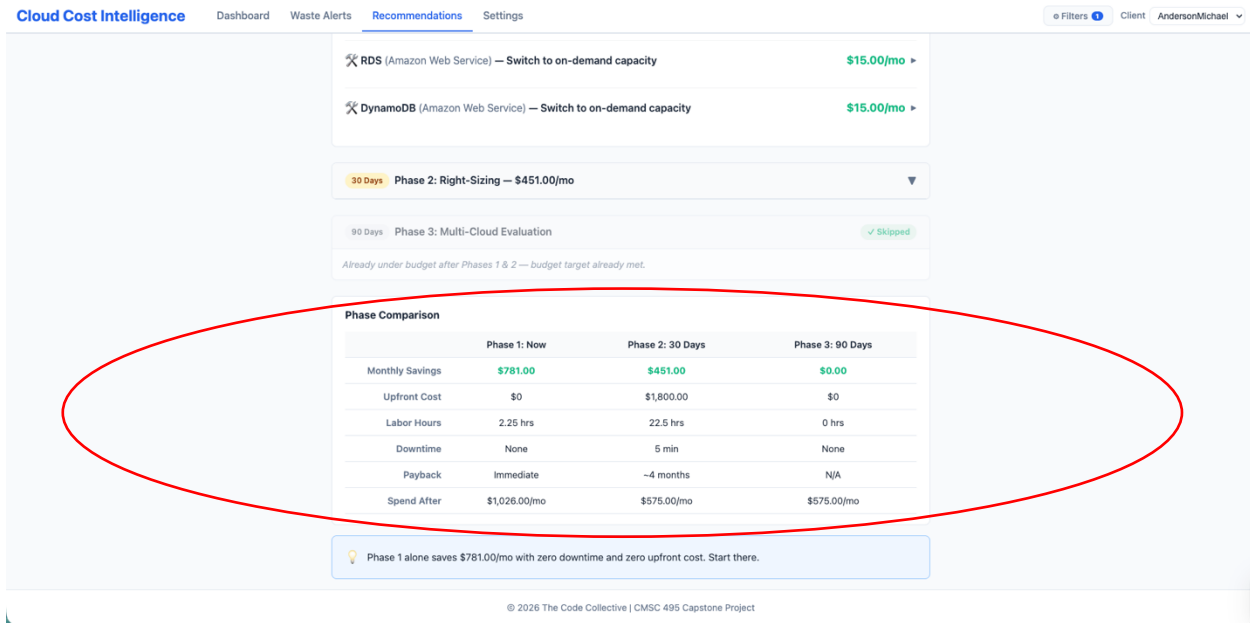 Cloud Cost Intelligence Dashboard Waste Alerts Recommendations Settings Filters 1 Client AndersonMichael
RDS (Amazon Web Service) — Switch to on-demand capacity $15.00/mo
DynamoDB (Amazon Web Service) — Switch to on-demand capacity $15.00/mo
30 Days Phase 2: Right-Sizing — $451.00/mo
90 Days Phase 3: Multi-Cloud Evaluation ✓ Skipped
Already under budget after Phases 1 & 2 — budget target already met.
Phase Comparison
Phase 1: Now Phase 2: 30 Days Phase 3: 90 Days
Monthly Savings $781.00 $451.00 $0.00
Upfront Cost $0 $1,800.00 $0
Labor Hours 2.25 hrs 22.5 hrs 0 hrs
Downtime None 5 min None
Payback Immediate ~4 months N/A
Spend After $1,026.00/mo $575.00/mo $575.00/mo
Phase 1 alone saves $781.00/mo with zero downtime and zero upfront cost. Start there.
© 2026 The Code Collective | CMSC 495 Capstone Project